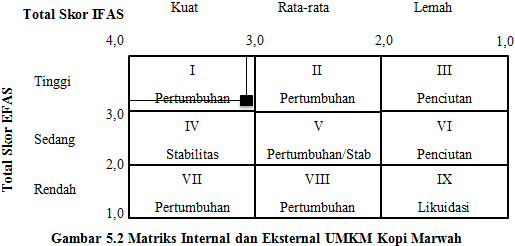 Total Skor IFAS
Kuat Rata-rata Lemah
4,0 3,0 2,0 1,0
Total Skor EFAS
Tinggi
I II III
Pertumbuhan Pertumbuhan Penciutan
3,0
Sedang
IV V VI
Stabilitas Pertumbuhan/Stab Penciutan
2,0
Rendah
VII VIII IX
Pertumbuhan Pertumbuhan Likuidasi
1,0
Gambar 5.2 Matriks Internal dan Eksternal UMKM Kopi Marwah